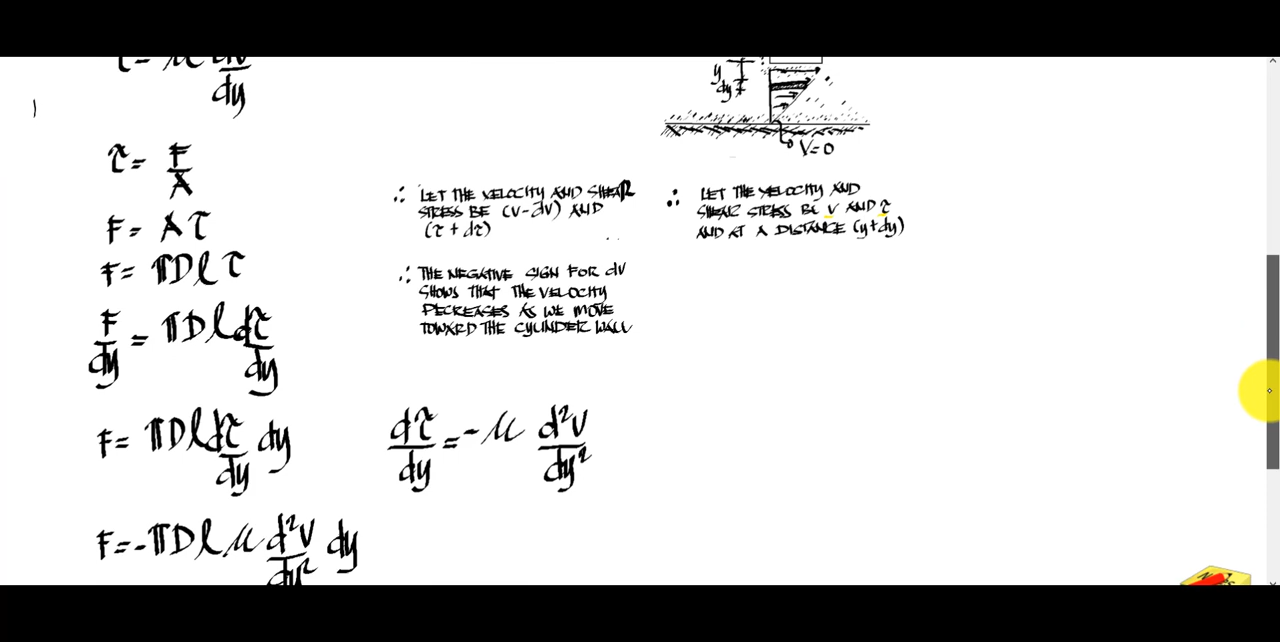 τ = μ dv/dy
y
dy
V=0
τ = F/A
F = Aτ
F = πDlτ
F/dy = πDl dτ/dy
F = πDl dτ/dy dy
F = -πDlμ d²V/dy² dy
∴ LET THE VELOCITY AND SHEAR
STRESS BE (V-dV) AND
(τ + dτ)
∴ THE NEGATIVE SIGN FOR dV
SHOWS THAT THE VELOCITY
DECREASES AS WE MOVE
TOWARD THE CYLINDER WALL
dτ/dy = -μ d²V/dy²
∴ LET THE VELOCITY AND
SHEAR STRESS BE V AND τ
AND AT A DISTANCE (y+dy)